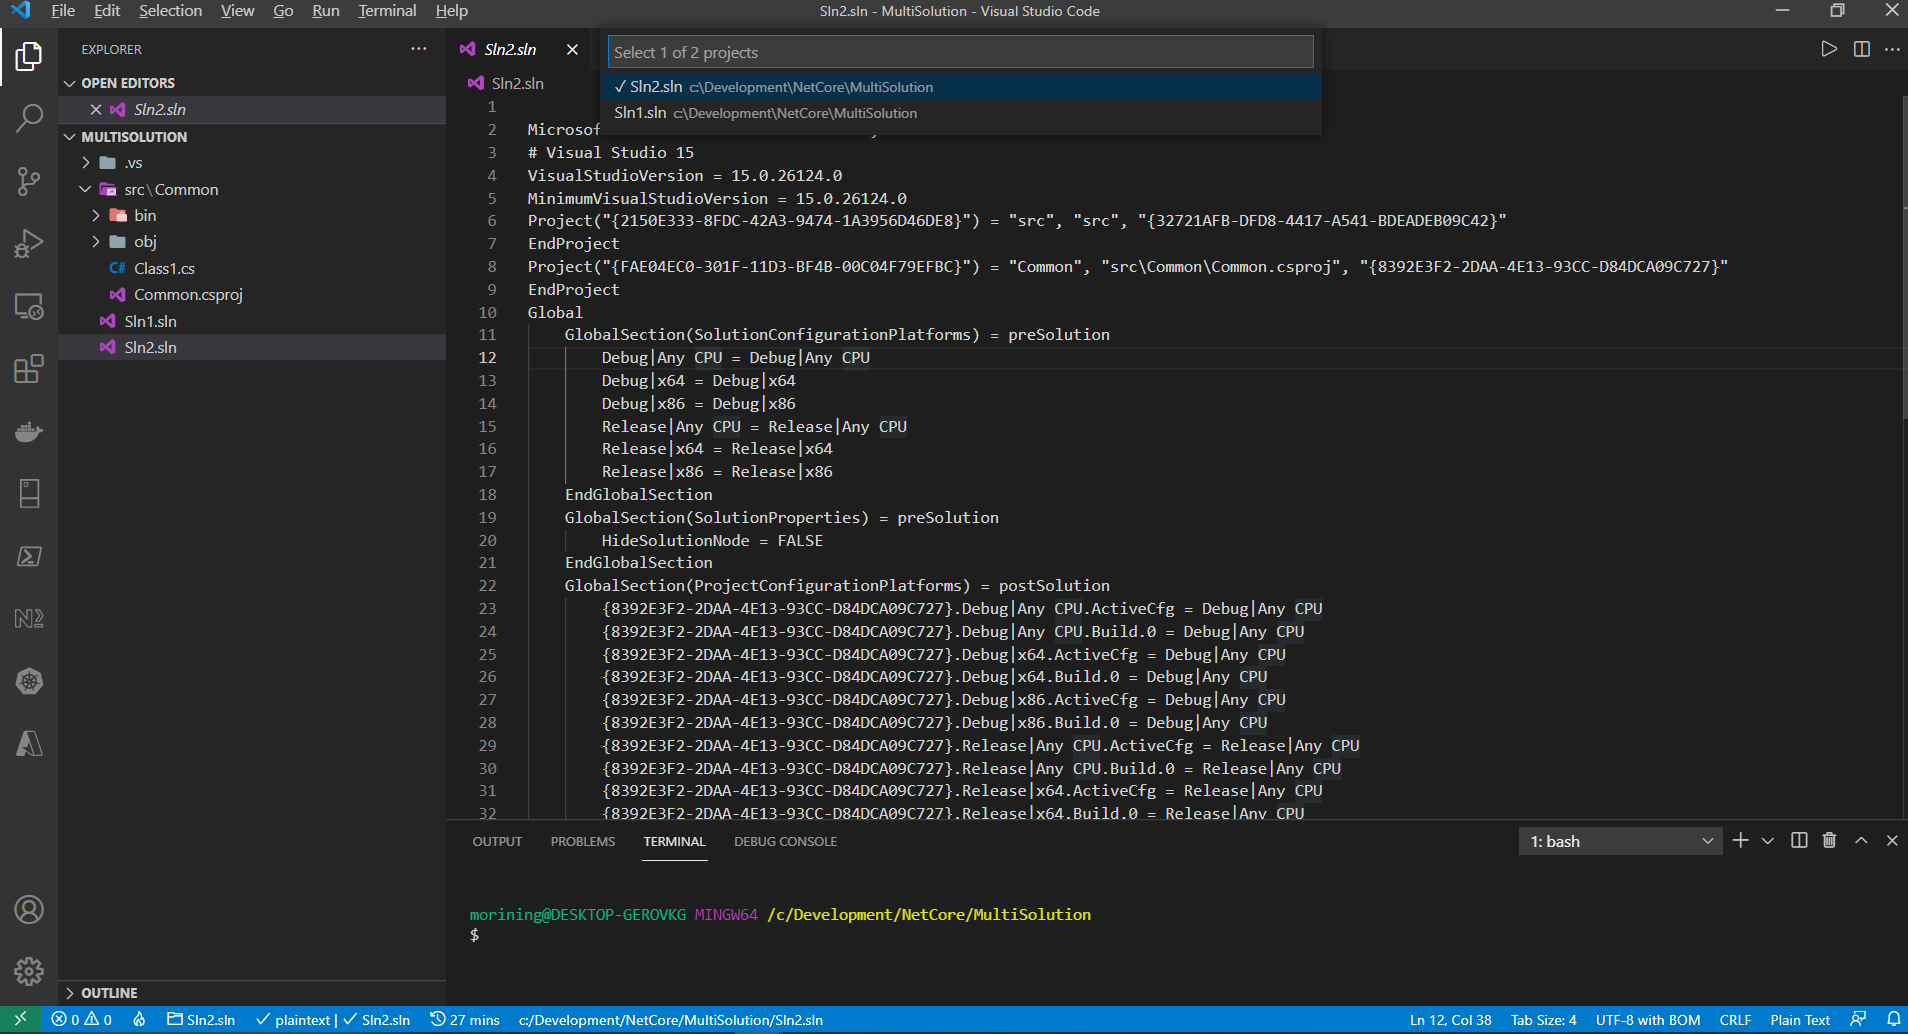 File Edit Selection View Go Run Terminal Help
Sln2.sln - MultiSolution - Visual Studio Code
EXPLORER
OPEN EDITORS
Sln2.sln
MULTISOLUTION
.vs
src\Common
bin
obj
C# Class1.cs
Common.csproj
Sln1.sln
Sln2.sln
OUTLINE
Sln2.sln
Sln2.sln
Select 1 of 2 projects
✓ Sln2.sln c:\Development\NetCore\MultiSolution
Sln1.sln c:\Development\NetCore\MultiSolution
1
2 Microsof
3 # Visual Studio 15
4 VisualStudioVersion = 15.0.26124.0
5 MinimumVisualStudioVersion = 15.0.26124.0
6 Project("{2150E333-8FDC-42A3-9474-1A3956D46DE8}") = "src", "src", "{32721AFB-DFD8-4417-A541-BDEADEB09C42}"
7 EndProject
8 Project("{FAE04EC0-301F-11D3-BF4B-00C04F79EFBC}") = "Common", "src\Common\Common.csproj", "{8392E3F2-2DAA-4E13-93CC-D84DCA09C727}"
9 EndProject
10 Global
11 GlobalSection(SolutionConfigurationPlatforms) = preSolution
12 Debug|Any CPU = Debug|Any CPU
13 Debug|x64 = Debug|x64
14 Debug|x86 = Debug|x86
15 Release|Any CPU = Release|Any CPU
16 Release|x64 = Release|x64
17 Release|x86 = Release|x86
18 EndGlobalSection
19 GlobalSection(SolutionProperties) = preSolution
20 HideSolutionNode = FALSE
21 EndGlobalSection
22 GlobalSection(ProjectConfigurationPlatforms) = postSolution
23 {8392E3F2-2DAA-4E13-93CC-D84DCA09C727}.Debug|Any CPU.ActiveCfg = Debug|Any CPU
24 {8392E3F2-2DAA-4E13-93CC-D84DCA09C727}.Debug|Any CPU.Build.0 = Debug|Any CPU
25 {8392E3F2-2DAA-4E13-93CC-D84DCA09C727}.Debug|x64.ActiveCfg = Debug|Any CPU
26 {8392E3F2-2DAA-4E13-93CC-D84DCA09C727}.Debug|x64.Build.0 = Debug|Any CPU
27 {8392E3F2-2DAA-4E13-93CC-D84DCA09C727}.Debug|x86.ActiveCfg = Debug|Any CPU
28 {8392E3F2-2DAA-4E13-93CC-D84DCA09C727}.Debug|x86.Build.0 = Debug|Any CPU
29 {8392E3F2-2DAA-4E13-93CC-D84DCA09C727}.Release|Any CPU.ActiveCfg = Release|Any CPU
30 {8392E3F2-2DAA-4E13-93CC-D84DCA09C727}.Release|Any CPU.Build.0 = Release|Any CPU
31 {8392E3F2-2DAA-4E13-93CC-D84DCA09C727}.Release|x64.ActiveCfg = Release|Any CPU
32 {8392E3F2-2DAA-4E13-93CC-D84DCA09C727}.Release|x64.Build.0 = Release|Any CPU
OUTPUT PROBLEMS TERMINAL DEBUG CONSOLE
1: bash
morining@DESKTOP-GEROVKG MINGW64 /c/Development/NetCore/MultiSolution
$
0 0 Sln2.sln ✓ plaintext | ✓ Sln2.sln 27 mins c:/Development/NetCore/MultiSolution/Sln2.sln
Ln 12, Col 38 Tab Size: 4 UTF-8 with BOM CRLF Plain Text